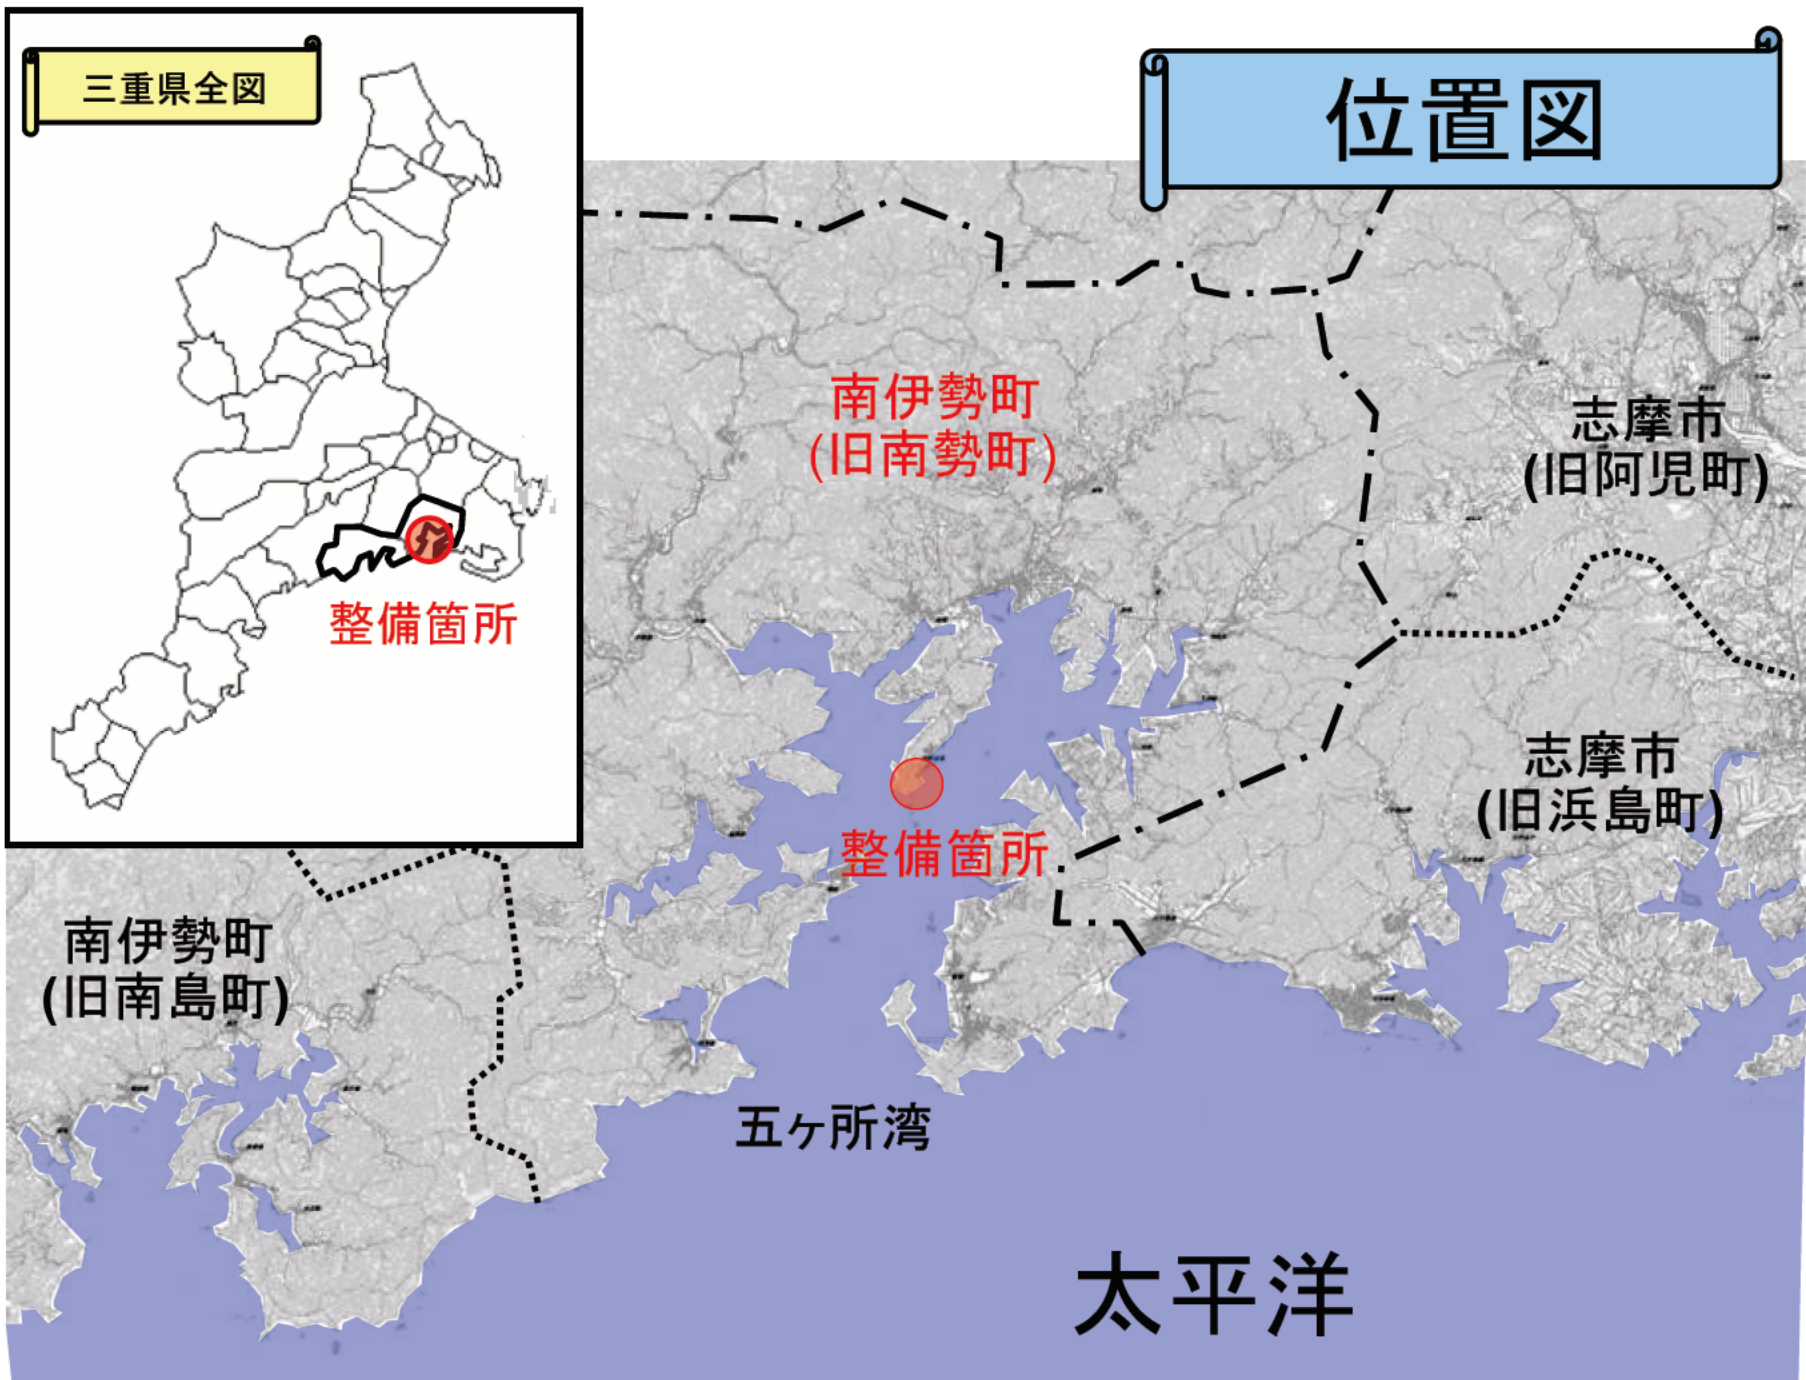 三重県全図
位置図
整備箇所
南伊勢町
(旧南勢町)
志摩市
(旧阿児町)
志摩市
(旧浜島町)
整備箇所
南伊勢町
(旧南島町)
五ヶ所湾
太平洋